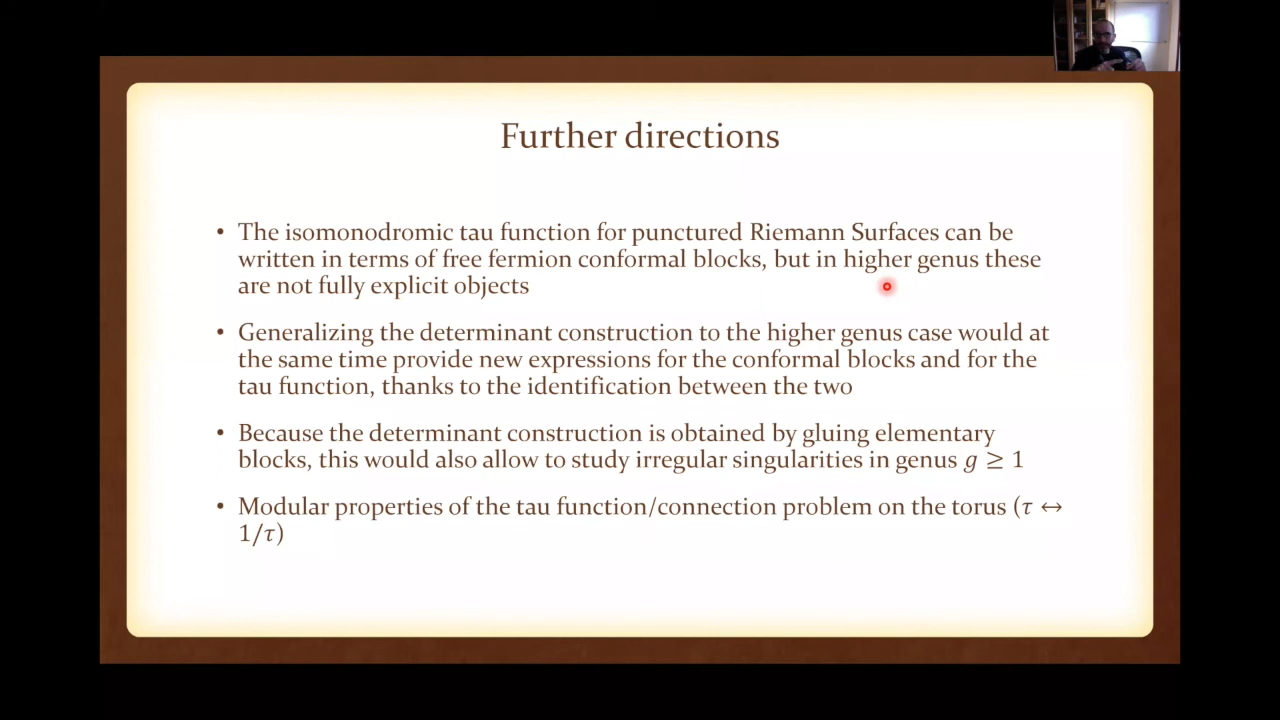 Further directions
• The isomonodromic tau function for punctured Riemann Surfaces can be
written in terms of free fermion conformal blocks, but in higher genus these
are not fully explicit objects
• Generalizing the determinant construction to the higher genus case would at
the same time provide new expressions for the conformal blocks and for the
tau function, thanks to the identification between the two
• Because the determinant construction is obtained by gluing elementary
blocks, this would also allow to study irregular singularities in genus g ≥ 1
• Modular properties of the tau function/connection problem on the torus (τ ↔
1/τ)